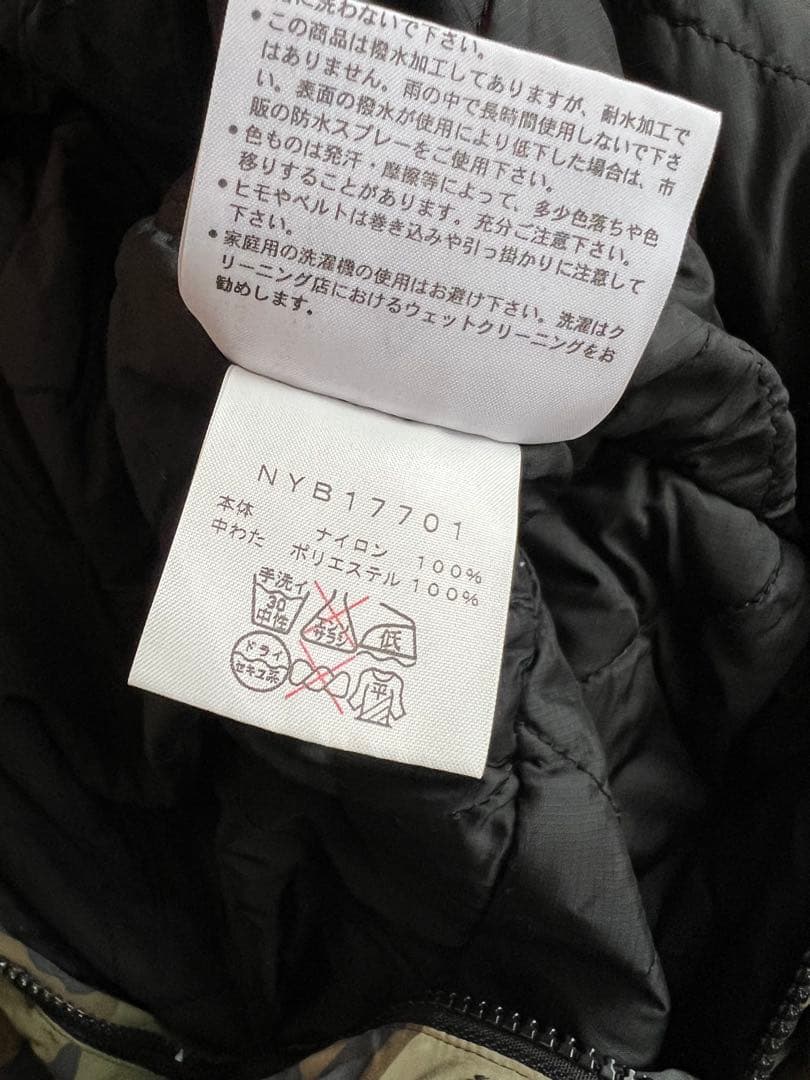 に洗わないで下さい。
・この商品は撥水加工してありますが、耐水加工で
はありません。雨の中で長時間使用しないで下さ
い。表面の撥水が使用により低下した場合は、市
販の防水スプレーをご使用下さい。
・色ものは発汗・摩擦等によって、多少色落ちや色
移りすることがあります。充分ご注意下さい。
・ヒモやベルトは巻き込みや引っ掛かりに注意して
下さい。
・家庭用の洗濯機の使用はお避け下さい。洗濯はク
リーニング店におけるウェットクリーニングをお
勧めします。
NYB17701
本体 ナイロン 100%
中わた ポリエステル 100%
手洗イ
30
中性
エンソ
サラシ
低
ドライ
セキユ系
平